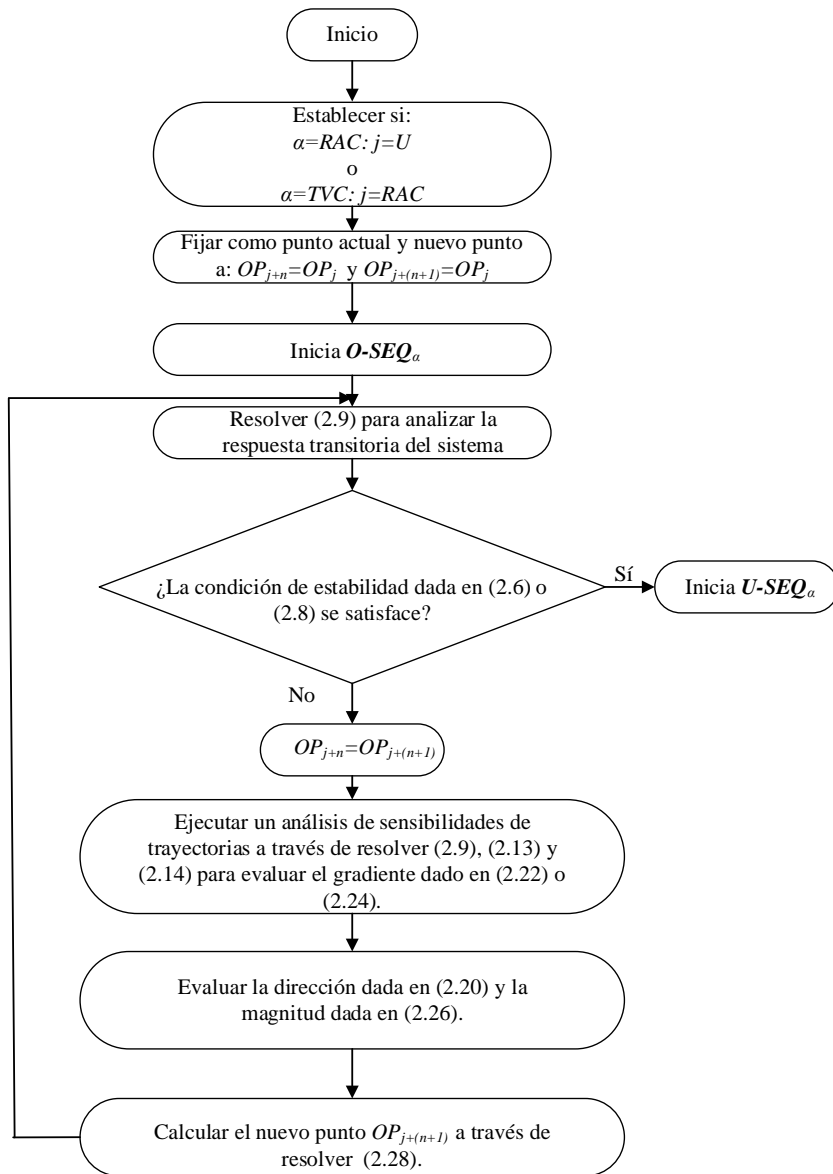 Inicio
Establecer si:
α=RAC: j=U
o
α=TVC: j=RAC
Fijar como punto actual y nuevo punto
a: OPj+n=OPj y OPj+(n+1)=OPj
Inicia O-SEQα
Resolver (2.9) para analizar la
respuesta transitoria del sistema
¿La condición de estabilidad dada en (2.6) o
(2.8) se satisface?
Sí
Inicia U-SEQα
No
OPj+n=OPj+(n+1)
Ejecutar un análisis de sensibilidades de
trayectorias a través de resolver (2.9), (2.13) y
(2.14) para evaluar el gradiente dado en (2.22) o
(2.24).
Evaluar la dirección dada en (2.20) y la
magnitud dada en (2.26).
Calcular el nuevo punto OPj+(n+1) a través de
resolver (2.28).